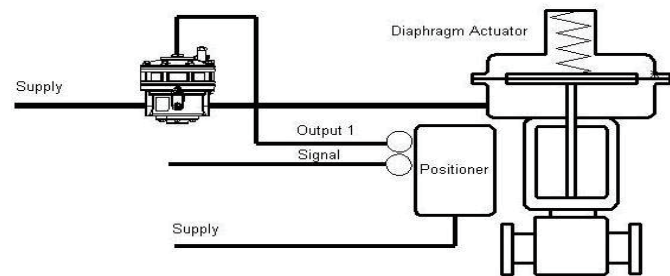 Diaphragm Actuator
Supply
Output 1
Signal
Positioner
Supply